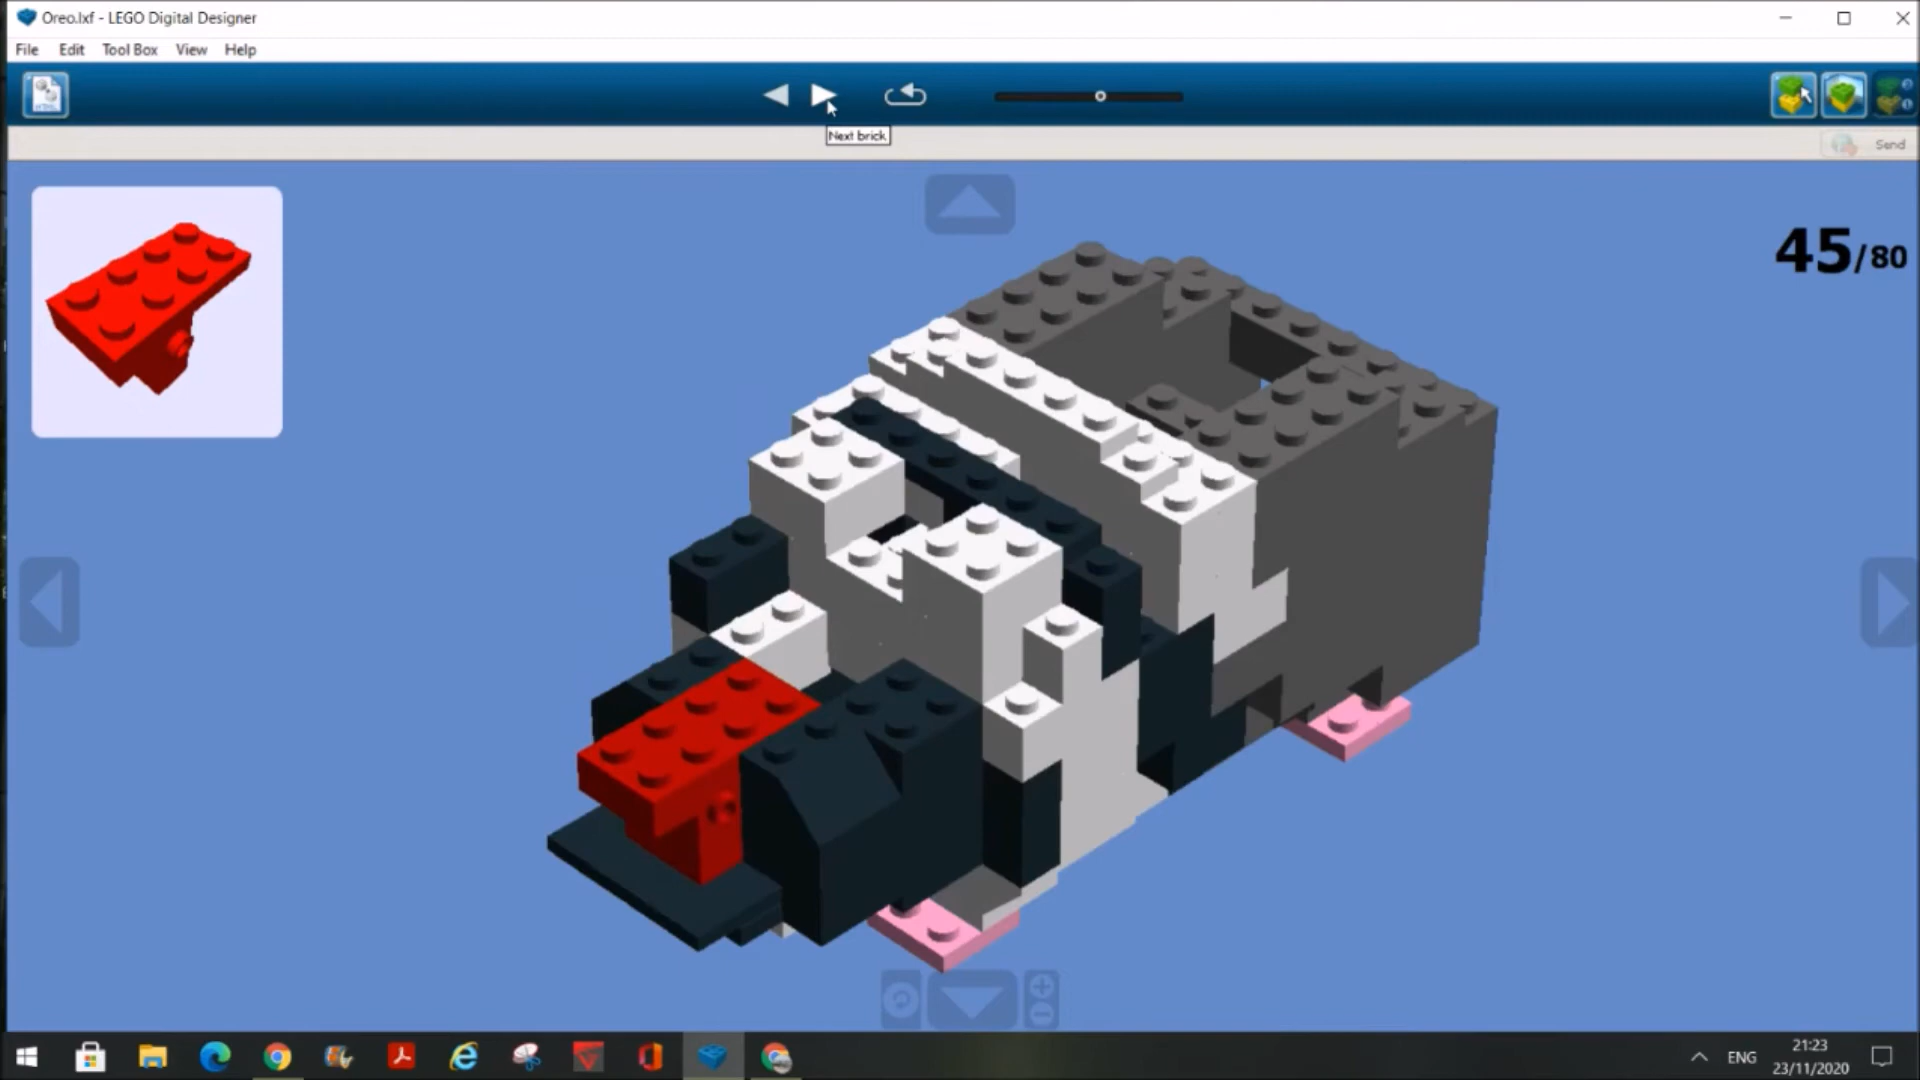 Oreo.lxf - LEGO Digital Designer
File Edit Tool Box View Help
HTML
Next brick
Send
45/80
ENG
21:23
23/11/2020